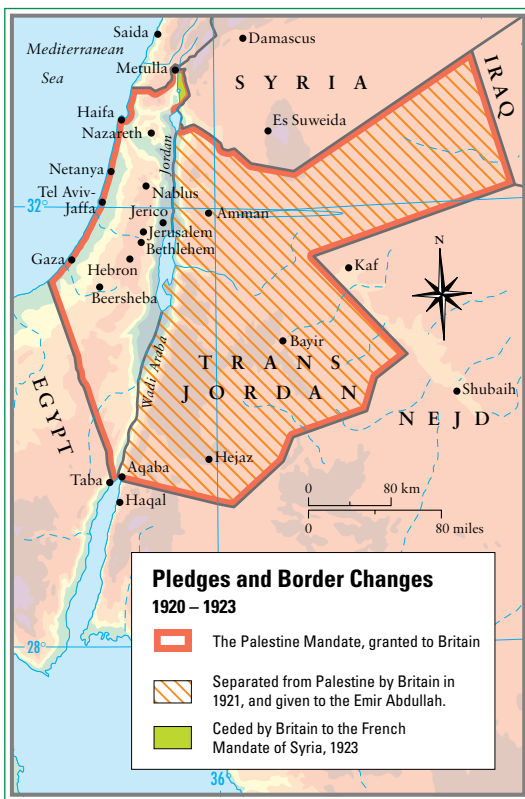 Saida
Damascus
Mediterranean
Sea
Metulla
SYRIA
IRAQ
Haifa
Es Suweida
Nazareth
Jordan
Netanya
Nablus
Tel Aviv-
Jaffa
32°
Jerico
Amman
Jerusalem
Bethlehem
Gaza
Hebron
Kaf
N
Beersheba
Bayir
Wadi Araba
TRANS
JORDAN
EGYPT
Shubaih
NEJD
Hejaz
Aqaba
Taba
Haqal
0 80 km
0 80 miles
Pledges and Border Changes
1920 – 1923
The Palestine Mandate, granted to Britain
Separated from Palestine by Britain in
1921, and given to the Emir Abdullah.
Ceded by Britain to the French
Mandate of Syria, 1923
28°
36°